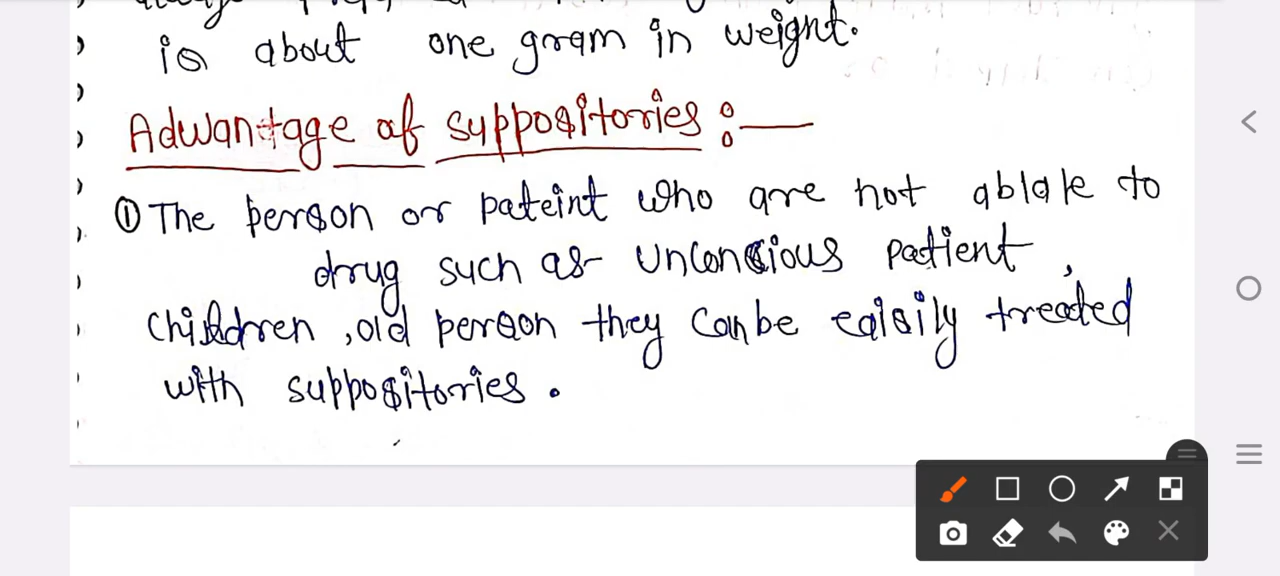 is about one gram in weight.
Adwantage of suppositories :—
① The person or pateint who are not able to
drug such as unconscious patient,
children, old person they can be eaisily treated
with suppositories.